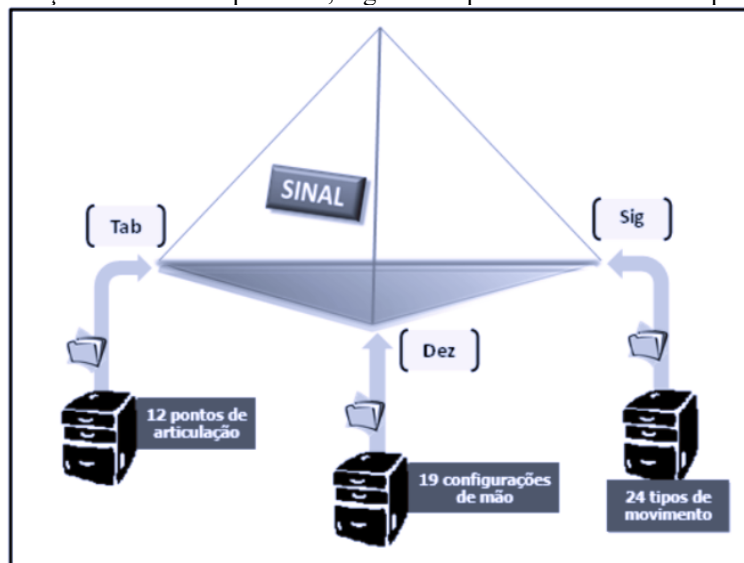 SINAL
Tab
Sig
Dez
12 pontos de
articulação
19 configurações
de mão
24 tipos de
movimento